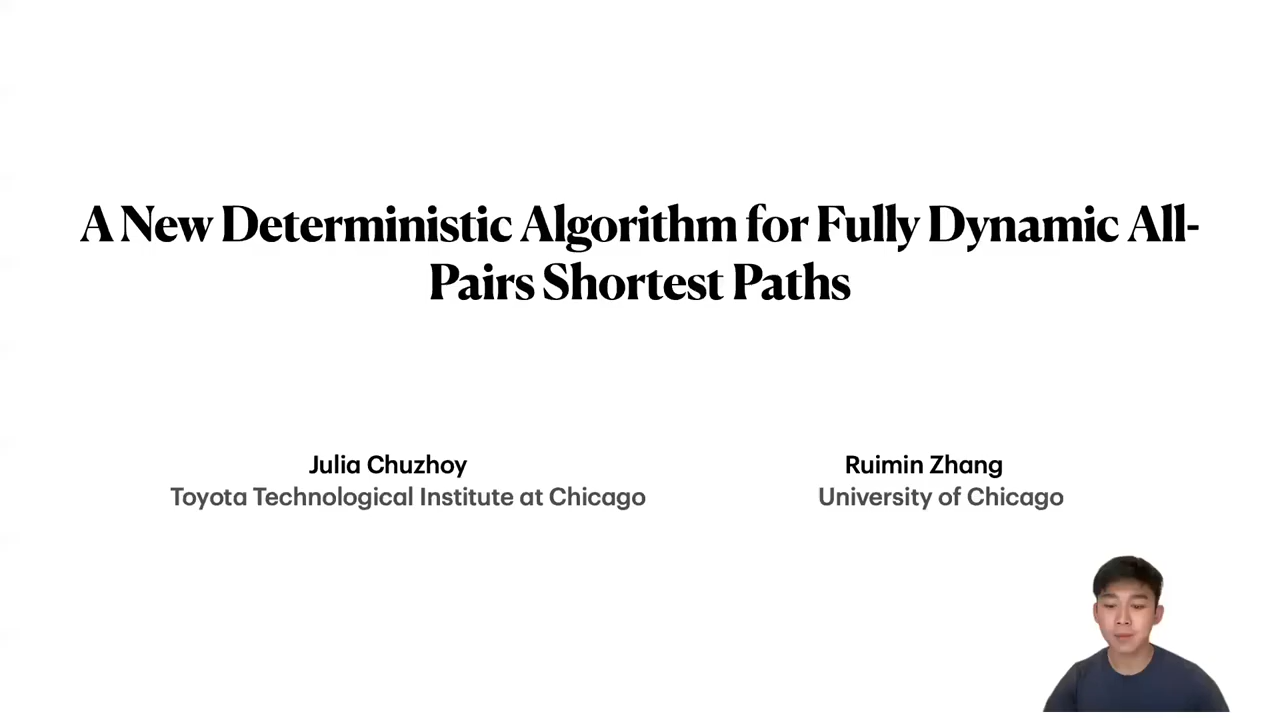 A New Deterministic Algorithm for Fully Dynamic All-
Pairs Shortest Paths
Julia Chuzhoy
Toyota Technological Institute at Chicago
Ruimin Zhang
University of Chicago